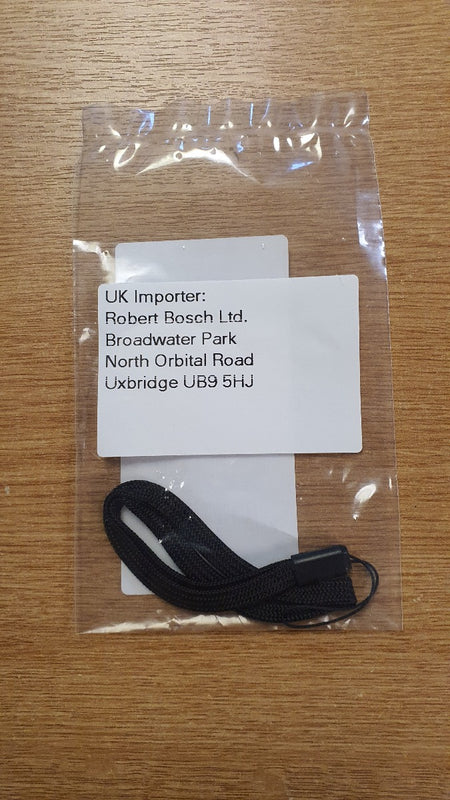 UK Importer:
Robert Bosch Ltd.
Broadwater Park
North Orbital Road
Uxbridge UB9 5HJ